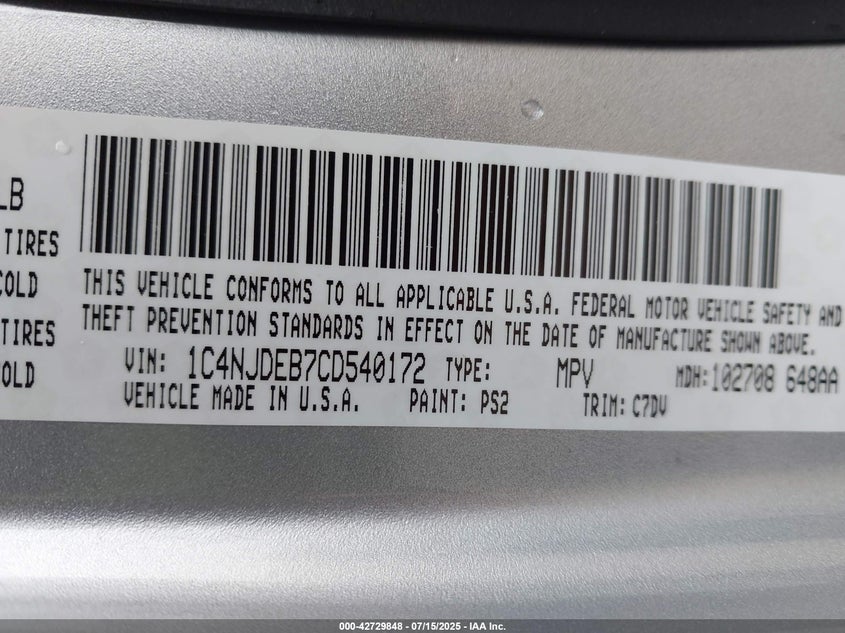 LB
TIRES
COLD
TIRES
OLD
THIS VEHICLE CONFORMS TO ALL APPLICABLE U.S.A. FEDERAL MOTOR VEHICLE SAFETY AND
THEFT PREVENTION STANDARDS IN EFFECT ON THE DATE OF MANUFACTURE SHOWN ABOVE.
VIN: 1C4NJDEB7CD540172 TYPE: MPV MDH:102708 648AA
VEHICLE MADE IN U.S.A. PAINT: PS2 TRIM: C7DV
000-42729848 - 07/15/2025 - IAA Inc.